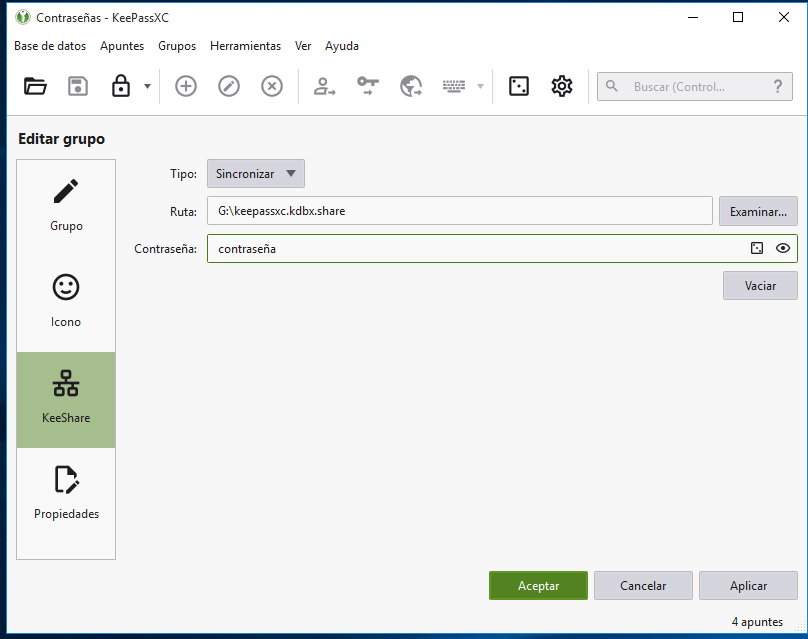 Contraseñas - KeePassXC
Base de datos Apuntes Grupos Herramientas Ver Ayuda
Buscar (Control... ?
Editar grupo
Grupo
Icono
KeeShare
Propiedades
Tipo: Sincronizar
Ruta: G:\keepassxc.kdbx.share Examinar...
Contraseña: contraseña
Vaciar
Aceptar Cancelar Aplicar
4 apuntes